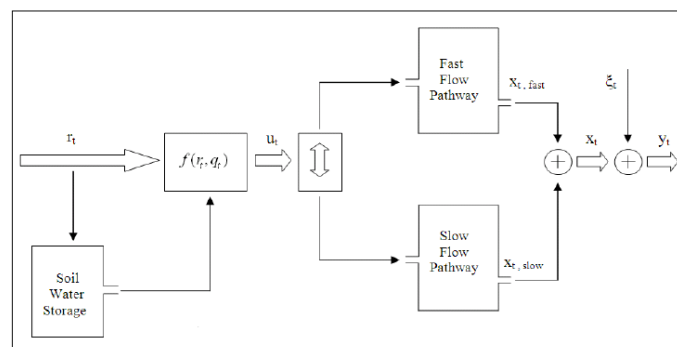 Fast
Flow
Pathway
x_t, fast
ξ_t
r_t
f(r_t, q_t)
u_t
x_t
y_t
Slow
Flow
Pathway
x_t, slow
Soil
Water
Storage